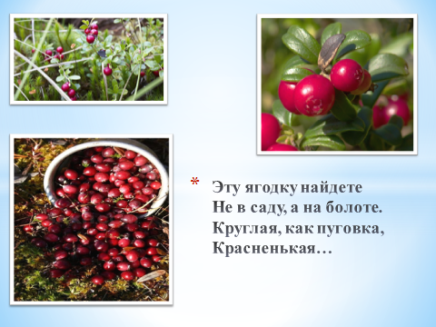 * Эту ягодку найдете
Не в саду, а на болоте.
Круглая, как пуговка,
Красненькая…